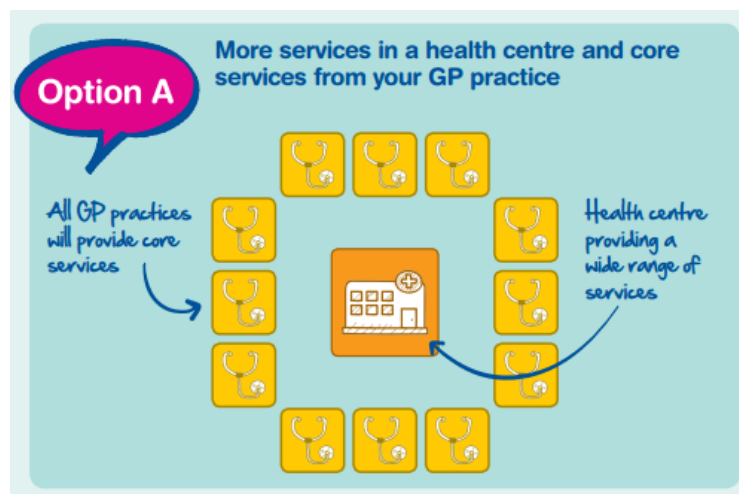 Option A
More services in a health centre and core
services from your GP practice
All GP practices
will provide core
services
Health centre
providing a
wide range of
services